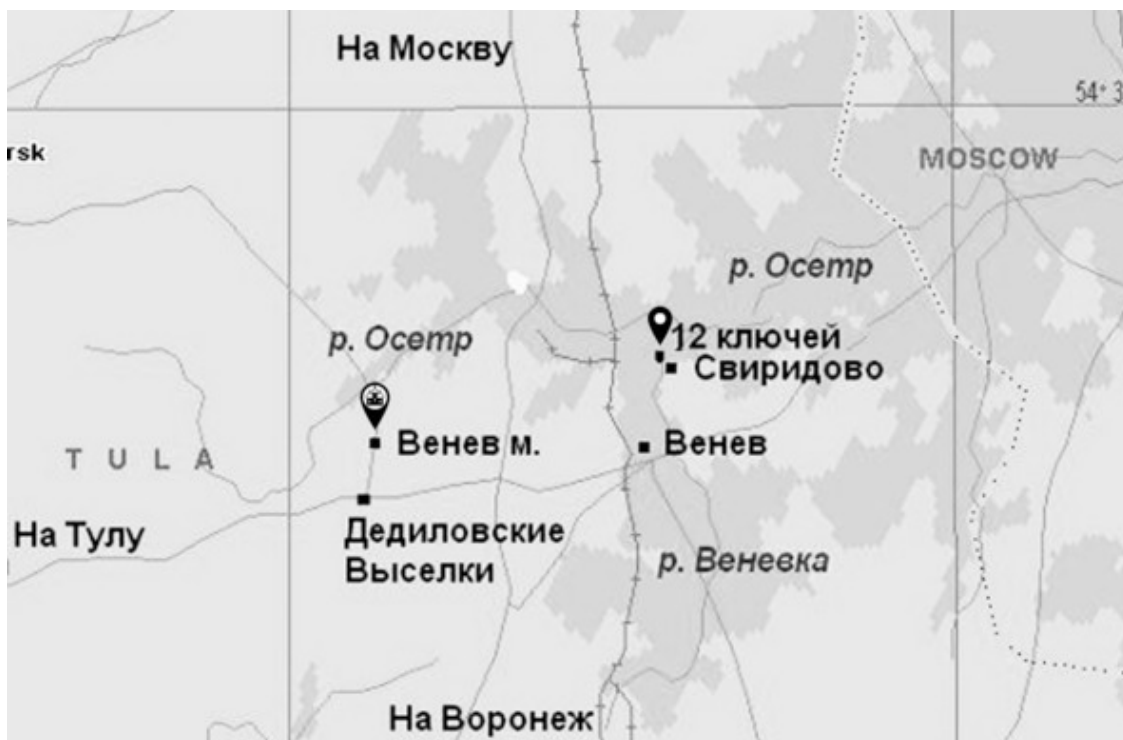 На Москву
54° 3
rsk
MOSCOW
р. Осетр
12 ключей
р. Осетр
Свиридово
Венев м.
Венев
TULA
На Тулу
Дедиловские
Выселки
р. Веневка
На Воронеж